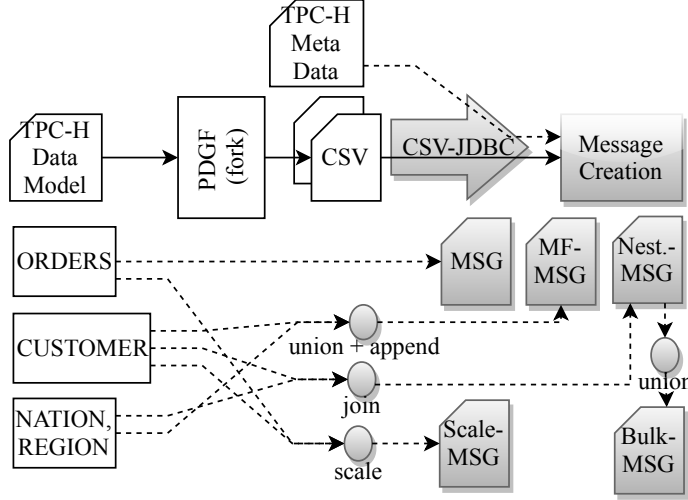 TPC-H
Meta
Data
TPC-H
Data
Model
PDGF
(fork)
CSV
CSV-JDBC
Message
Creation
ORDERS
MSG
MF-
MSG
Nest.-
MSG
CUSTOMER
union + append
union
join
NATION,
REGION
scale
Scale-
MSG
Bulk-
MSG